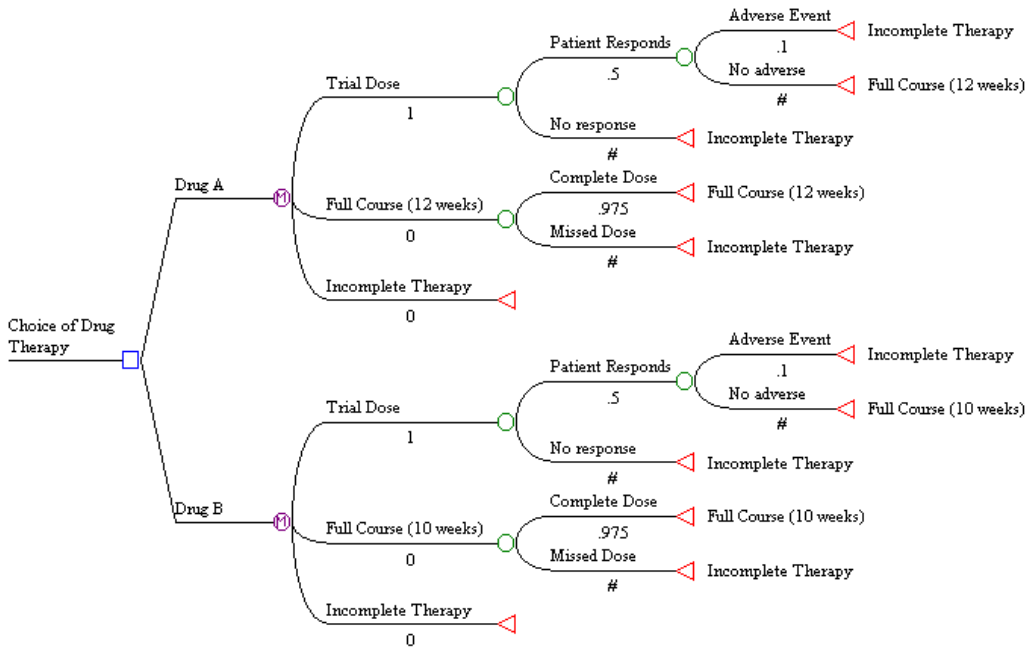 Adverse Event
Incomplete Therapy
.1
Patient Responds
.5
No adverse
Full Course (12 weeks)
#
Trial Dose
1
No response
Incomplete Therapy
#
Complete Dose
Full Course (12 weeks)
.975
Drug A
M
Full Course (12 weeks)
0
Missed Dose
Incomplete Therapy
#
Incomplete Therapy
0
Choice of Drug
Therapy
Adverse Event
Incomplete Therapy
.1
Patient Responds
.5
No adverse
Full Course (10 weeks)
#
Trial Dose
1
No response
Incomplete Therapy
#
Complete Dose
Full Course (10 weeks)
.975
Drug B
M
Full Course (10 weeks)
0
Missed Dose
Incomplete Therapy
#
Incomplete Therapy
0